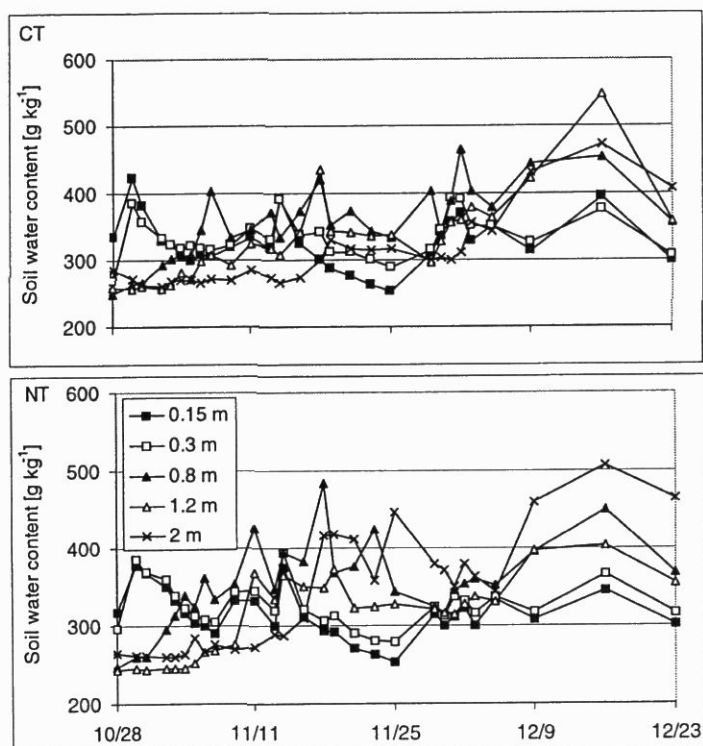 CT
600
500
400
300
200
Soil water content [g kg⁻¹]
NT
600
500
400
300
200
Soil water content [g kg⁻¹]
0.15 m
0.3 m
0.8 m
1.2 m
2 m
10/28 11/11 11/25 12/9 12/23